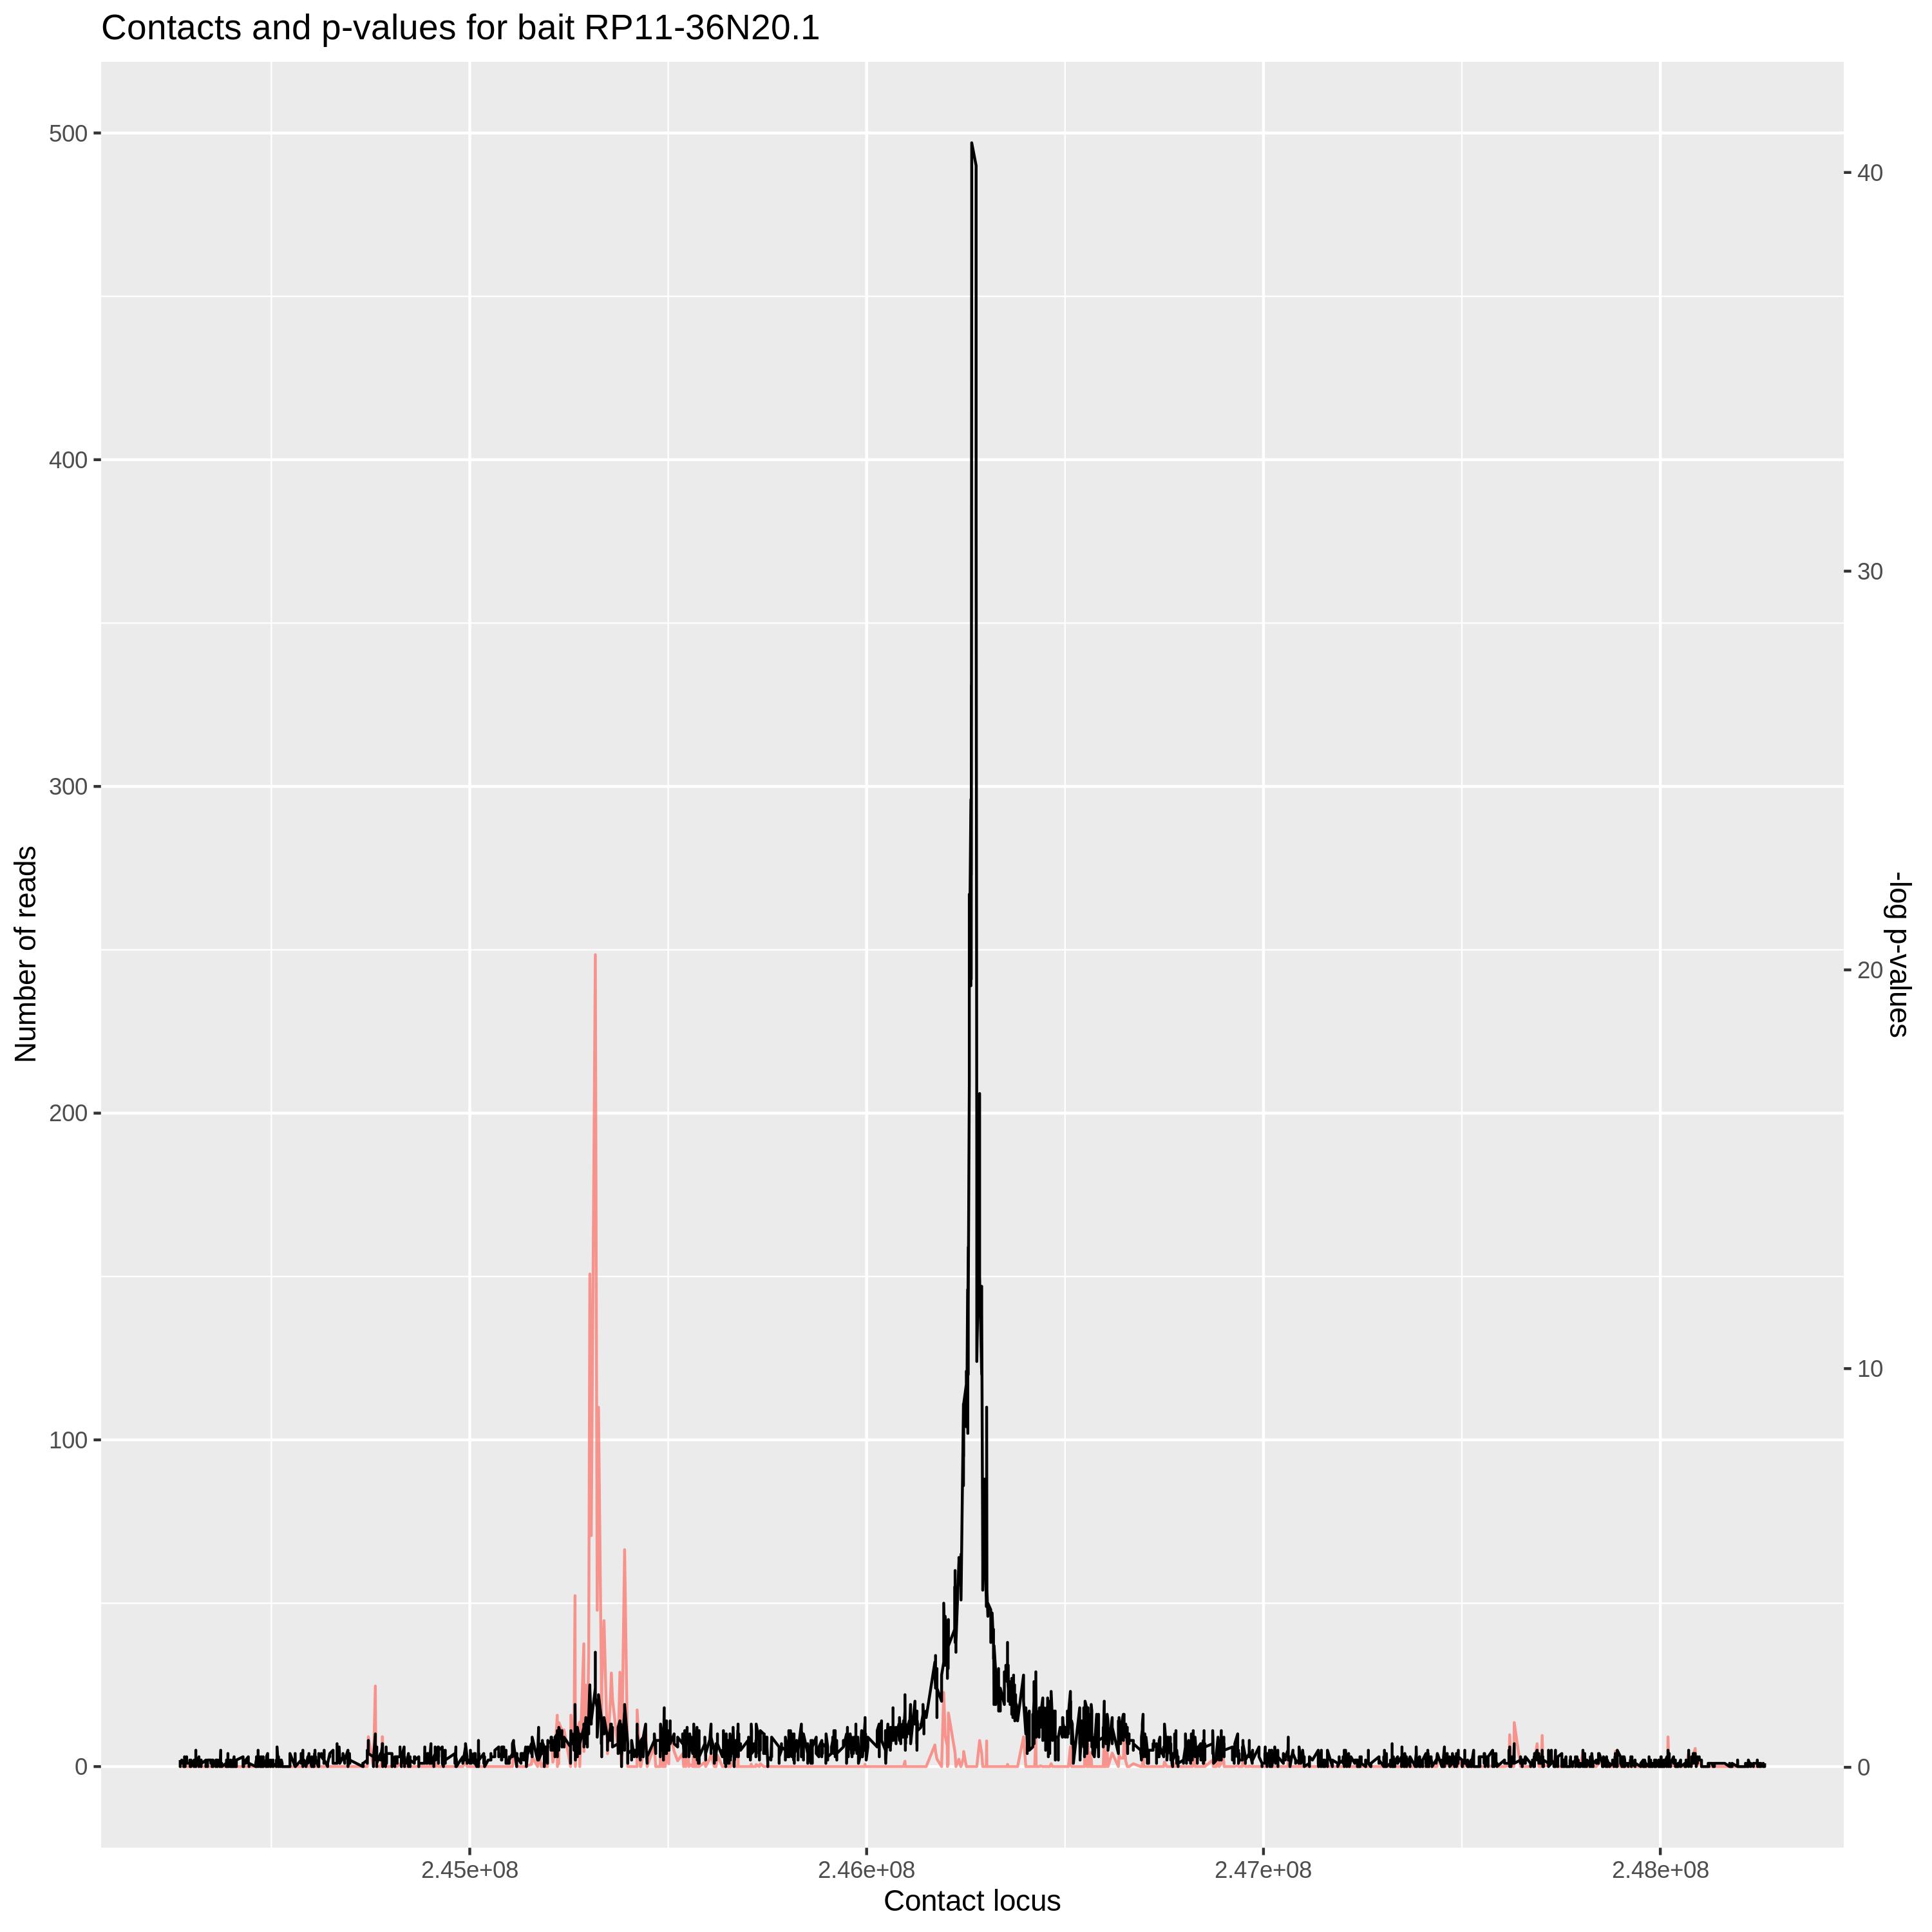 Contacts and p-values for bait RP11-36N20.1
500
400
300
200
100
0
Number of reads
40
30
20
10
0
-log p-values
2.45e+08
2.46e+08
2.47e+08
2.48e+08
Contact locus